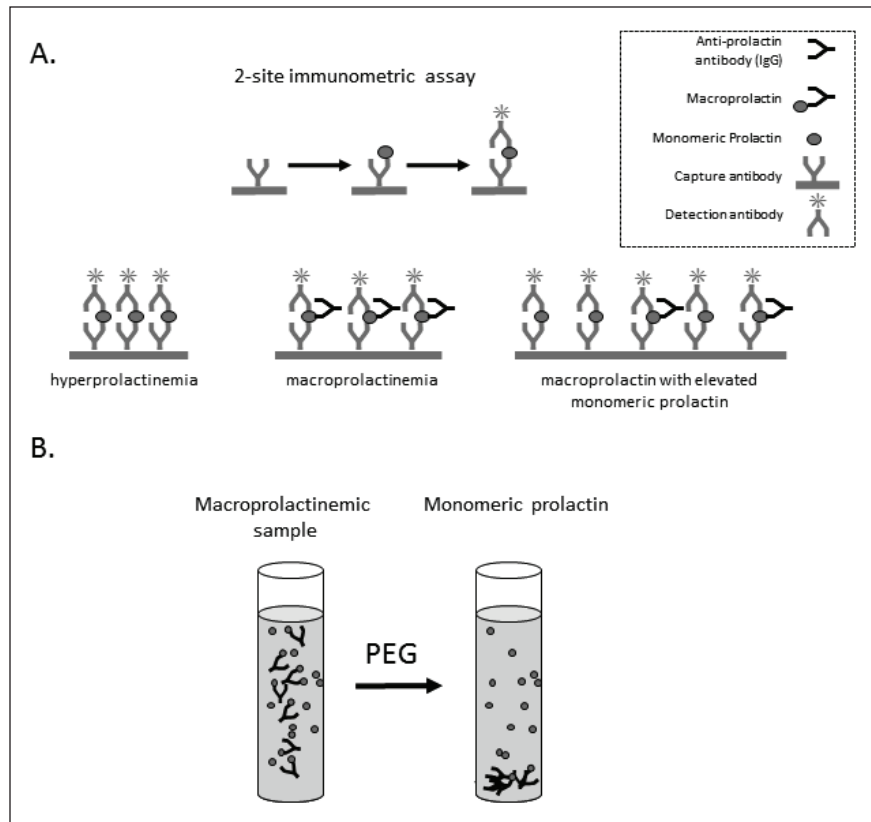 A.
2-site immunometric assay
Anti-prolactin
antibody (IgG)
Macroprolactin
Monomeric Prolactin
Capture antibody
Detection antibody
hyperprolactinemia
macroprolactinemia
macroprolactin with elevated
monomeric prolactin
B.
Macroprolactinemic
sample
Monomeric prolactin
PEG